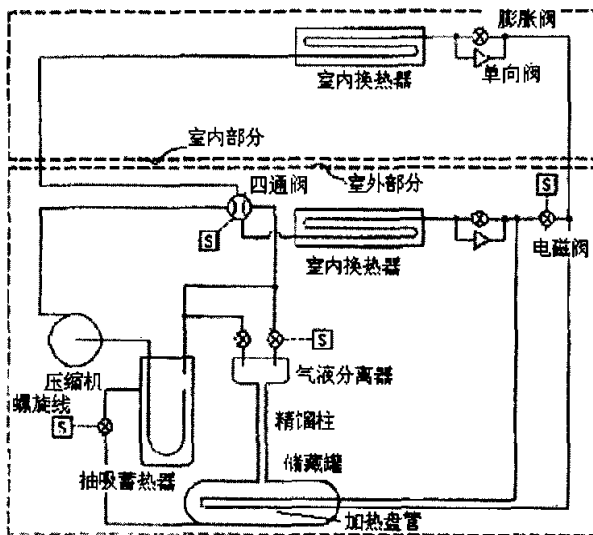 膨胀阀
室内换热器
单向阀
室内部分
四通阀
室外部分
S
S
室内换热器
电磁阀
S
压缩机
气液分离器
螺旋线
S
精馏柱
抽吸蓄热器
储藏罐
加热盘管